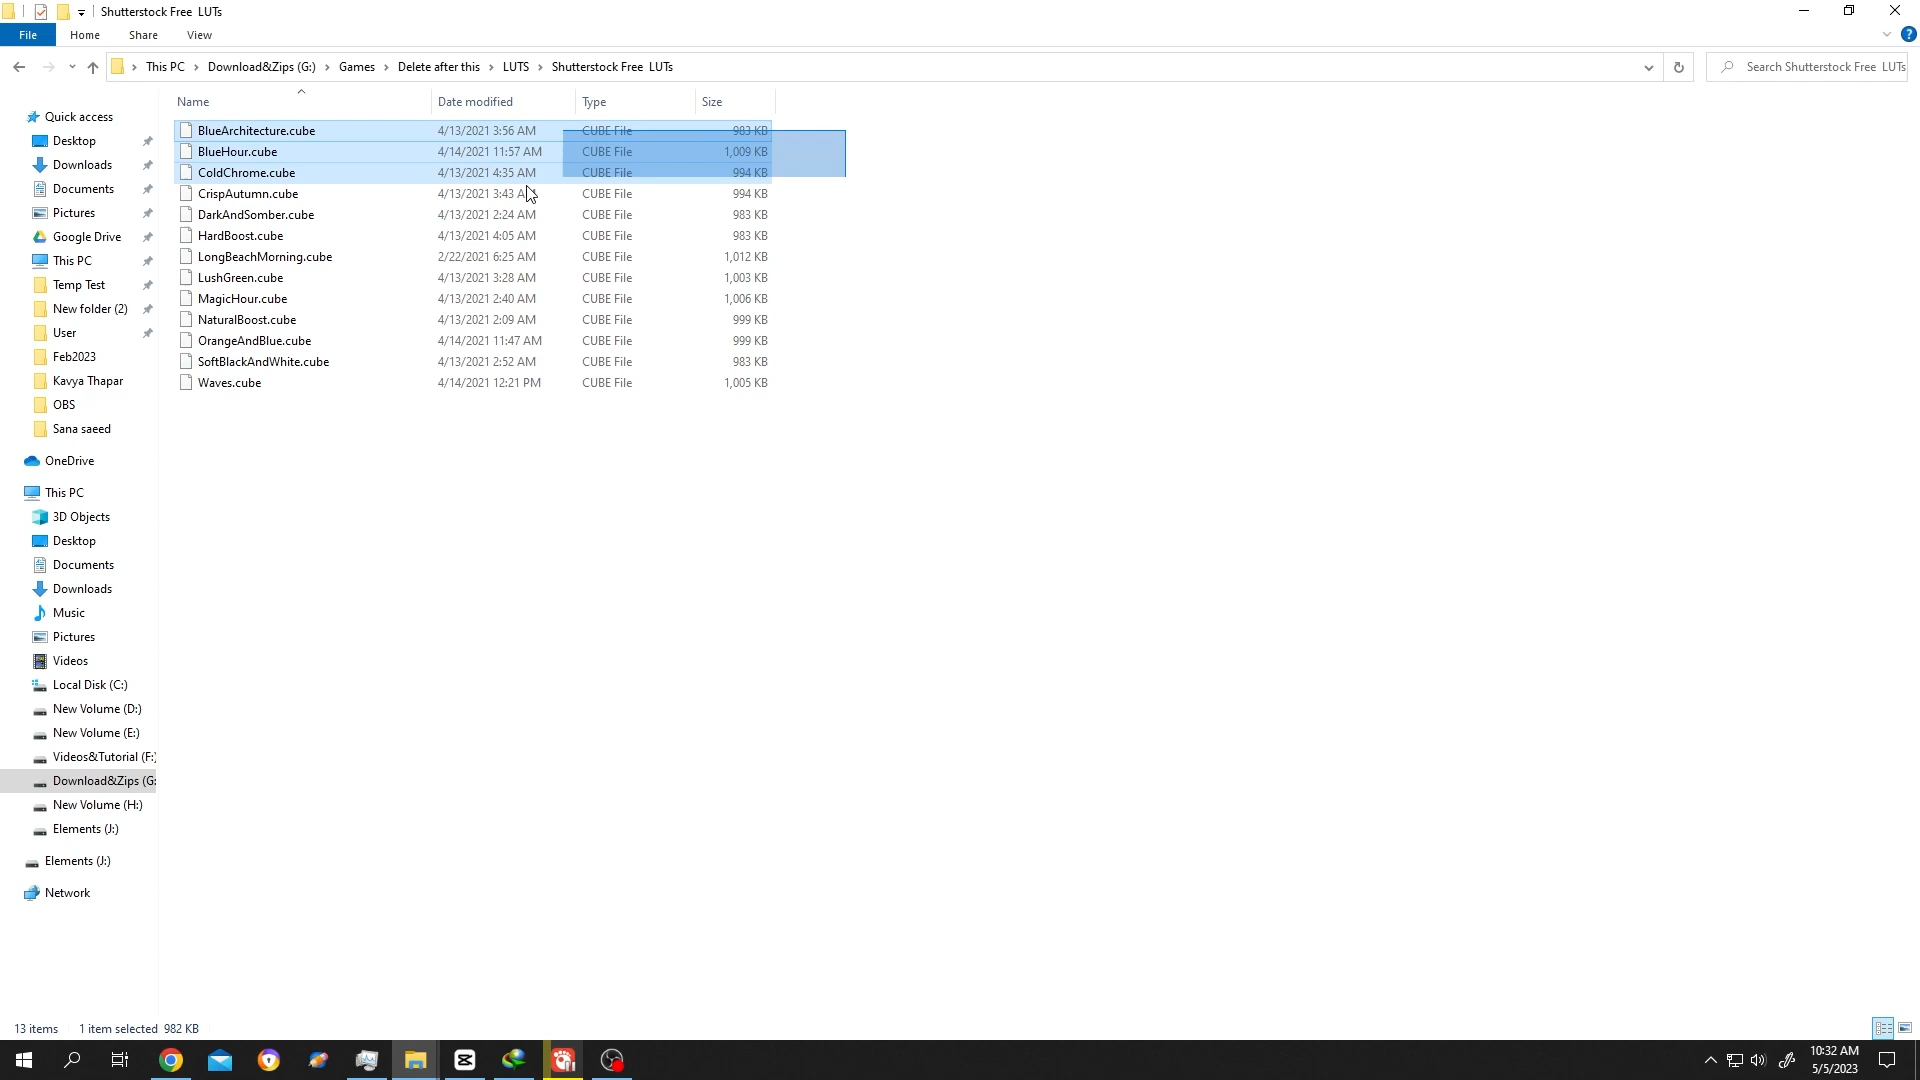 Shutterstock Free  LUTs
File Home Share View
This PC Download&Zips (G:) Games Delete after this LUTS Shutterstock Free  LUTs
Search Shutterstock Free  LUTs
Name Date modified Type Size
BlueArchitecture.cube 4/13/2021 3:56 AM CUBE File 983 KB
BlueHour.cube 4/14/2021 11:57 AM CUBE File 1,009 KB
ColdChrome.cube 4/13/2021 4:35 AM CUBE File 994 KB
CrispAutumn.cube 4/13/2021 3:43 AM CUBE File 994 KB
DarkAndSomber.cube 4/13/2021 2:24 AM CUBE File 983 KB
HardBoost.cube 4/13/2021 4:05 AM CUBE File 983 KB
LongBeachMorning.cube 2/22/2021 6:25 AM CUBE File 1,012 KB
LushGreen.cube 4/13/2021 3:28 AM CUBE File 1,003 KB
MagicHour.cube 4/13/2021 2:40 AM CUBE File 1,006 KB
NaturalBoost.cube 4/13/2021 2:09 AM CUBE File 999 KB
OrangeAndBlue.cube 4/14/2021 11:47 AM CUBE File 999 KB
SoftBlackAndWhite.cube 4/13/2021 2:52 AM CUBE File 983 KB
Waves.cube 4/14/2021 12:21 PM CUBE File 1,005 KB
Quick access
Desktop
Downloads
Documents
Pictures
Google Drive
This PC
Temp Test
New folder (2)
User
Feb2023
Kavya Thapar
OBS
Sana saeed
OneDrive
This PC
3D Objects
Desktop
Documents
Downloads
Music
Pictures
Videos
Local Disk (C:)
New Volume (D:)
New Volume (E:)
Videos&Tutorial (F:)
Download&Zips (G:
New Volume (H:)
Elements (J:)
Elements (J:)
Network
13 items 1 item selected 982 KB
10:32 AM
5/5/2023